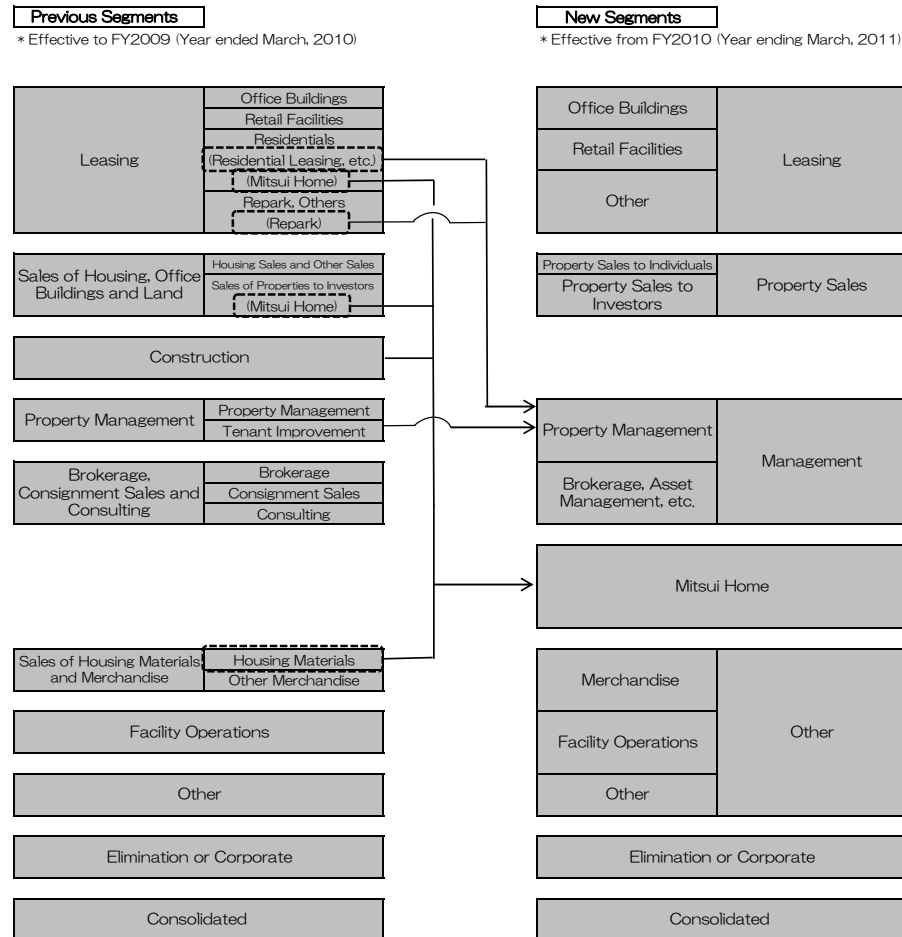 Previous Segments
* Effective to FY2009 (Year ended March, 2010)
Leasing
Office Buildings
Retail Facilities
Residentials
(Residential Leasing, etc.)
(Mitsui Home)
Repark, Others
(Repark)
Sales of Housing, Office
Buildings and Land
Housing Sales and Other Sales
Sales of Properties to Investors
(Mitsui Home)
Construction
Property Management
Property Management
Tenant Improvement
Brokerage,
Consignment Sales and
Consulting
Brokerage
Consignment Sales
Consulting
Sales of Housing Materials
and Merchandise
Housing Materials
Other Merchandise
Facility Operations
Other
Elimination or Corporate
Consolidated
New Segments
* Effective from FY2010 (Year ending March, 2011)
Office Buildings
Retail Facilities
Other
Leasing
Property Sales to Individuals
Property Sales to
Investors
Property Sales
Property Management
Brokerage, Asset
Management, etc.
Management
Mitsui Home
Merchandise
Facility Operations
Other
Other
Elimination or Corporate
Consolidated